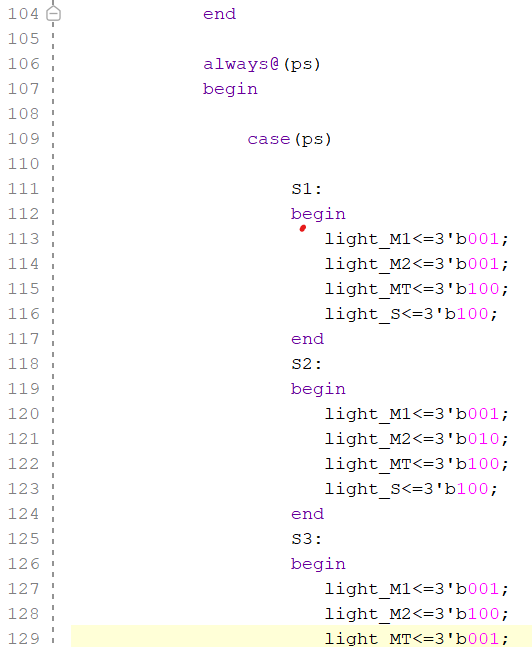 104 end
105
106 always@(ps)
107 begin
108
109 case(ps)
110
111 S1:
112 begin
113 light_M1<=3'b001;
114 light_M2<=3'b001;
115 light_MT<=3'b100;
116 light_S<=3'b100;
117 end
118 S2:
119 begin
120 light_M1<=3'b001;
121 light_M2<=3'b010;
122 light_MT<=3'b100;
123 light_S<=3'b100;
124 end
125 S3:
126 begin
127 light_M1<=3'b001;
128 light_M2<=3'b100;
129 light_MT<=3'b001;